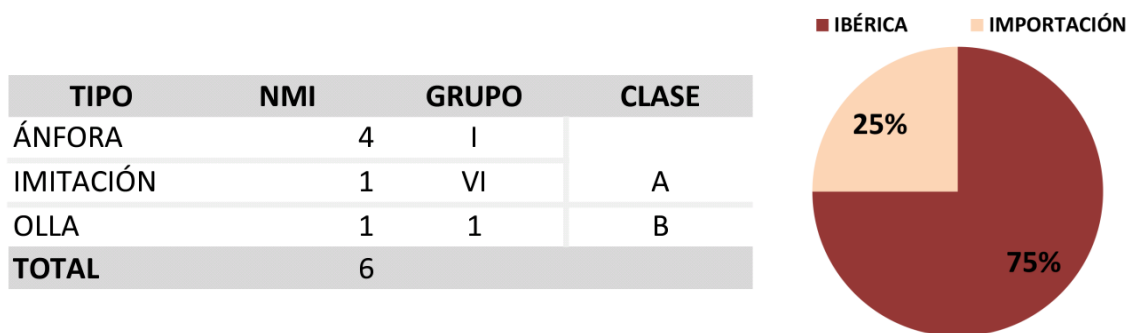 IBÉRICA IMPORTACIÓN
TIPO NMI GRUPO CLASE
ÁNFORA 4 I
IMITACIÓN 1 VI A
OLLA 1 1 B
TOTAL 6
25%
75%